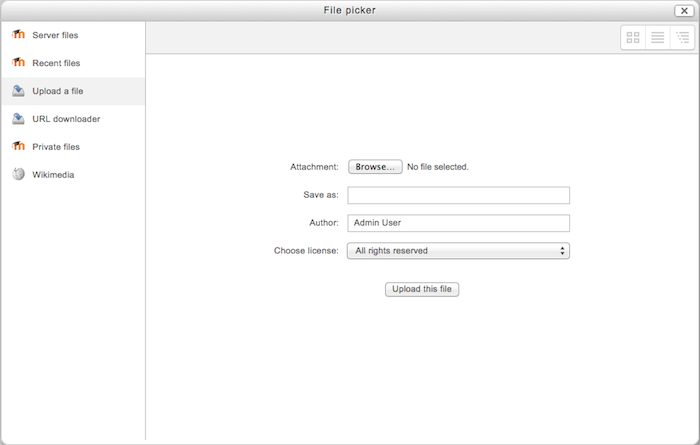 File picker
Server files
Recent files
Upload a file
URL downloader
Private files
Wikimedia
Attachment: Browse... No file selected.
Save as:
Author: Admin User
Choose license: All rights reserved
Upload this file